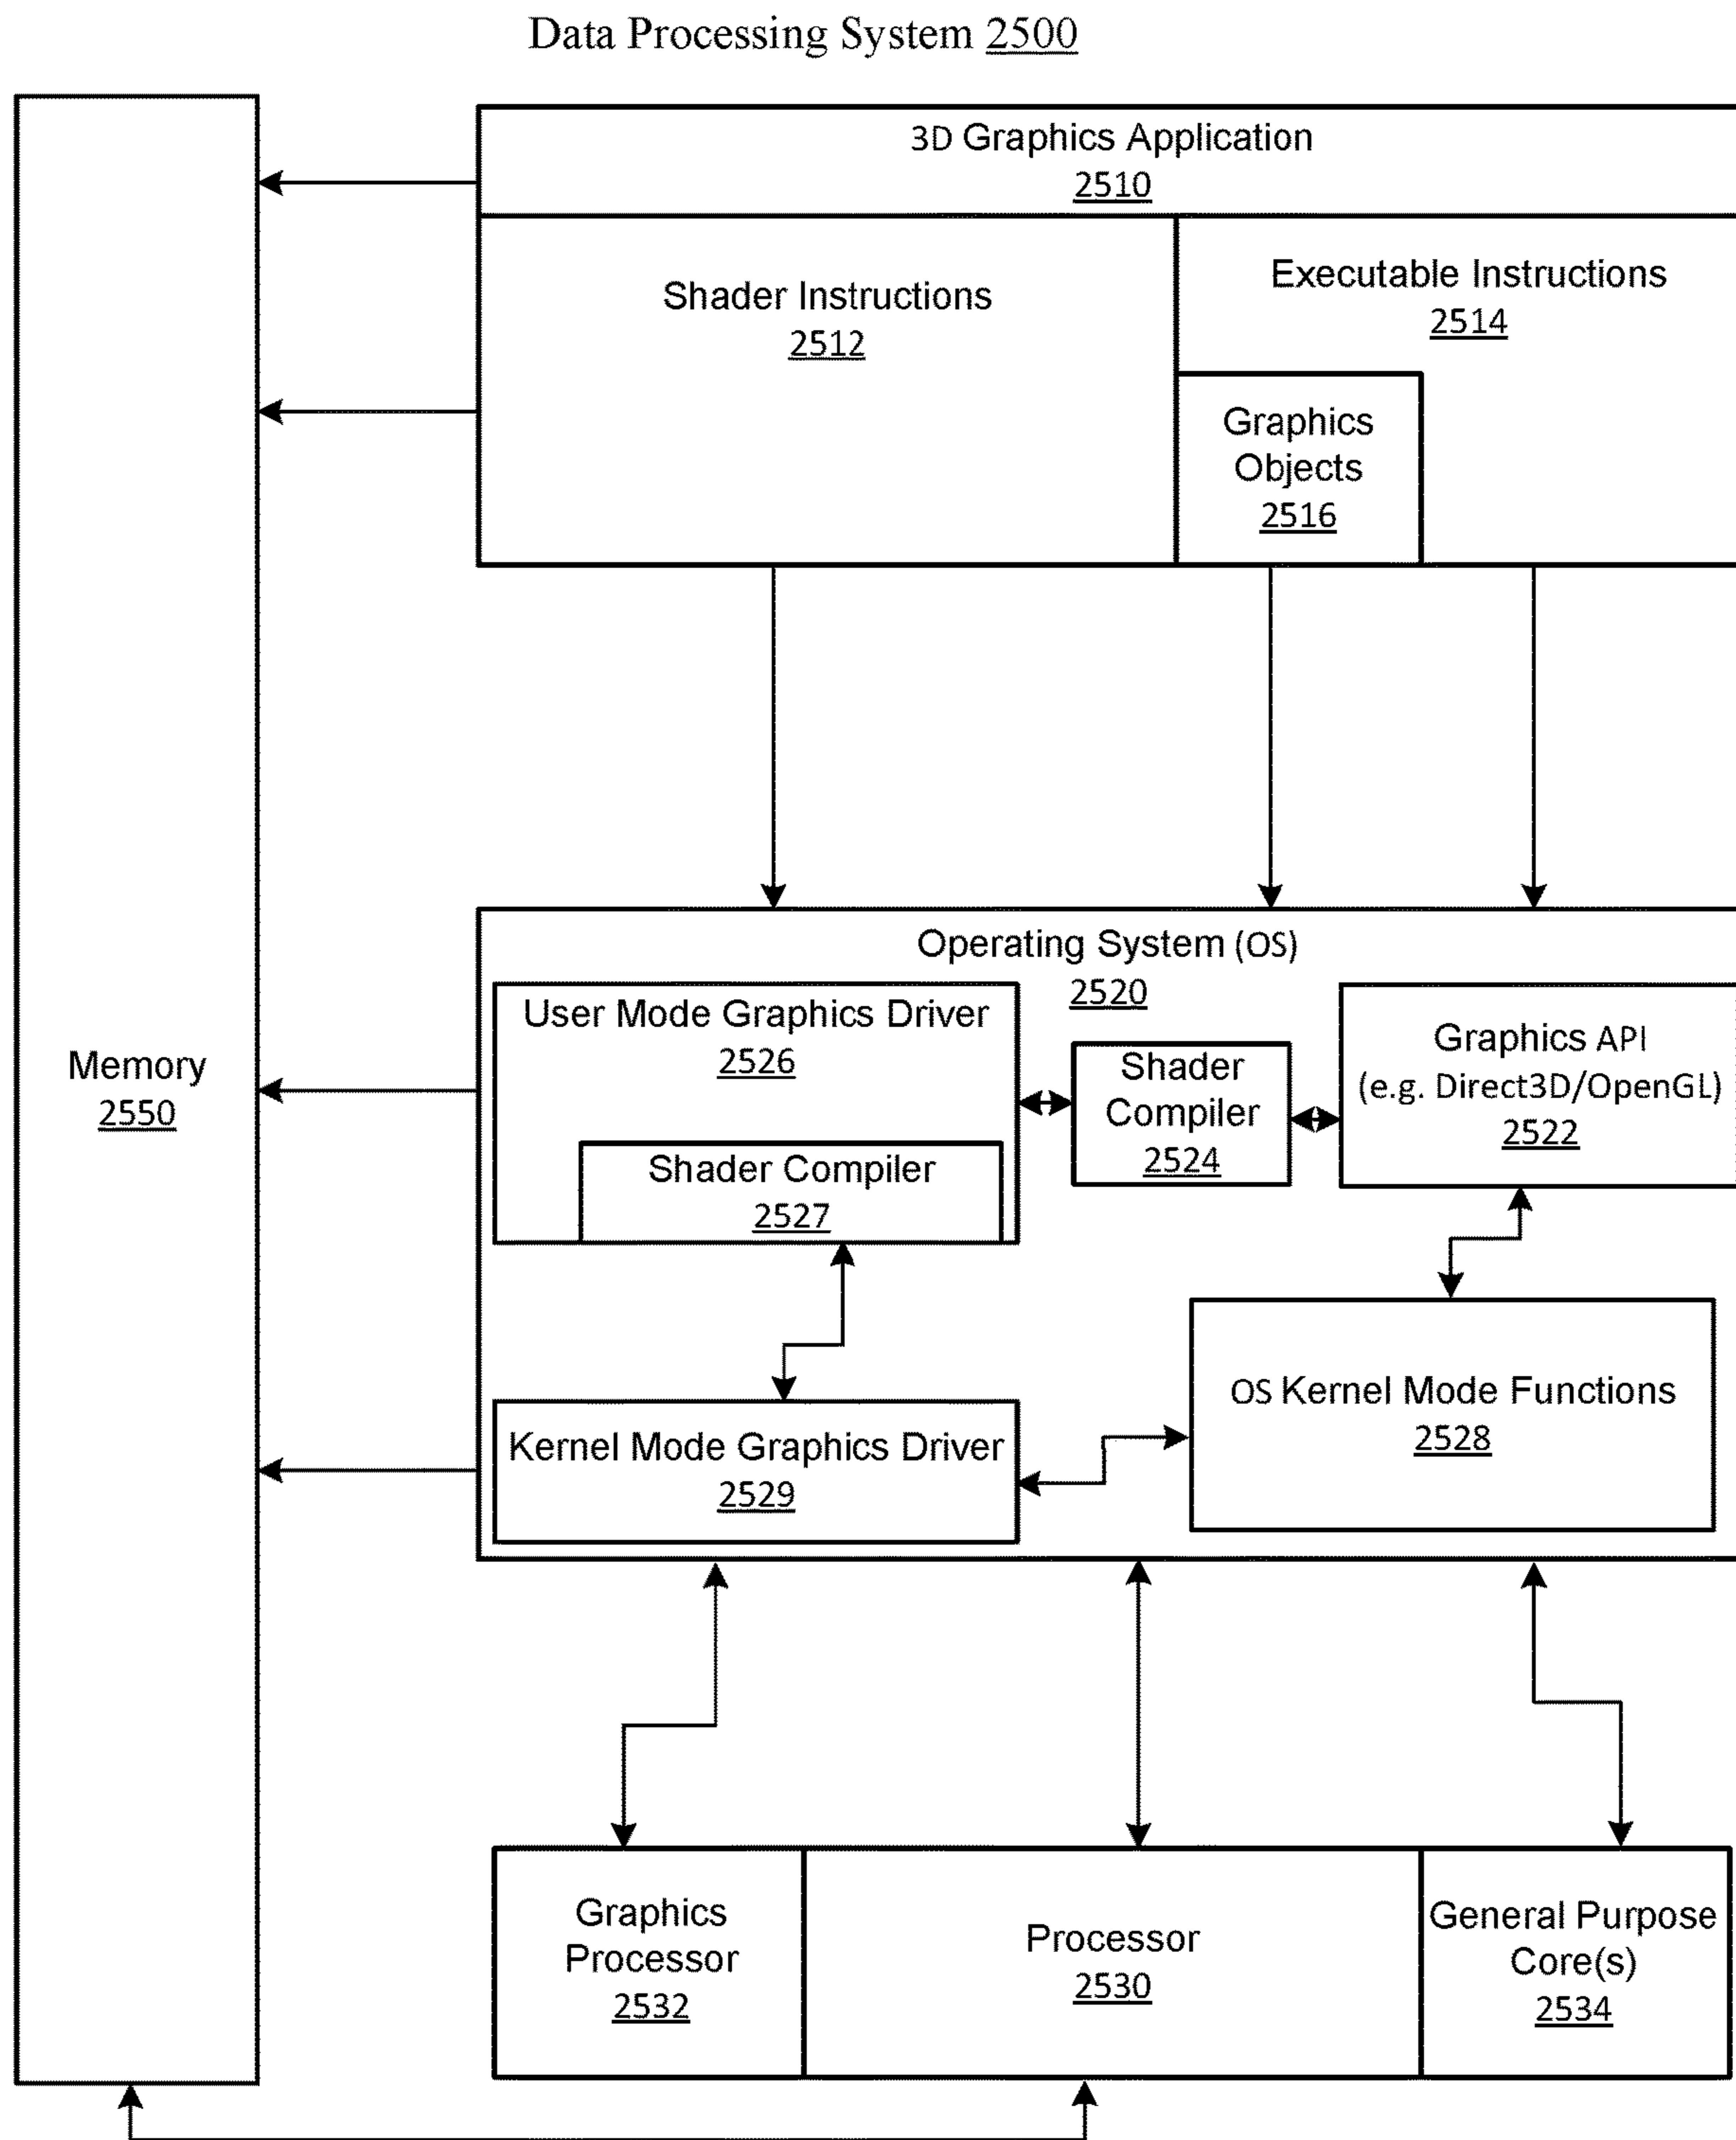 Data Processing System 2500
3D Graphics Application
2510
Shader Instructions
2512
Executable Instructions
2514
Graphics
Objects
2516
Memory
2550
Operating System (OS)
2520
User Mode Graphics Driver
2526
Shader Compiler
2527
Shader
Compiler
2524
Graphics API
(e.g. Direct3D/OpenGL)
2522
Kernel Mode Graphics Driver
2529
OS Kernel Mode Functions
2528
Graphics
Processor
2532
Processor
2530
General Purpose
Core(s)
2534